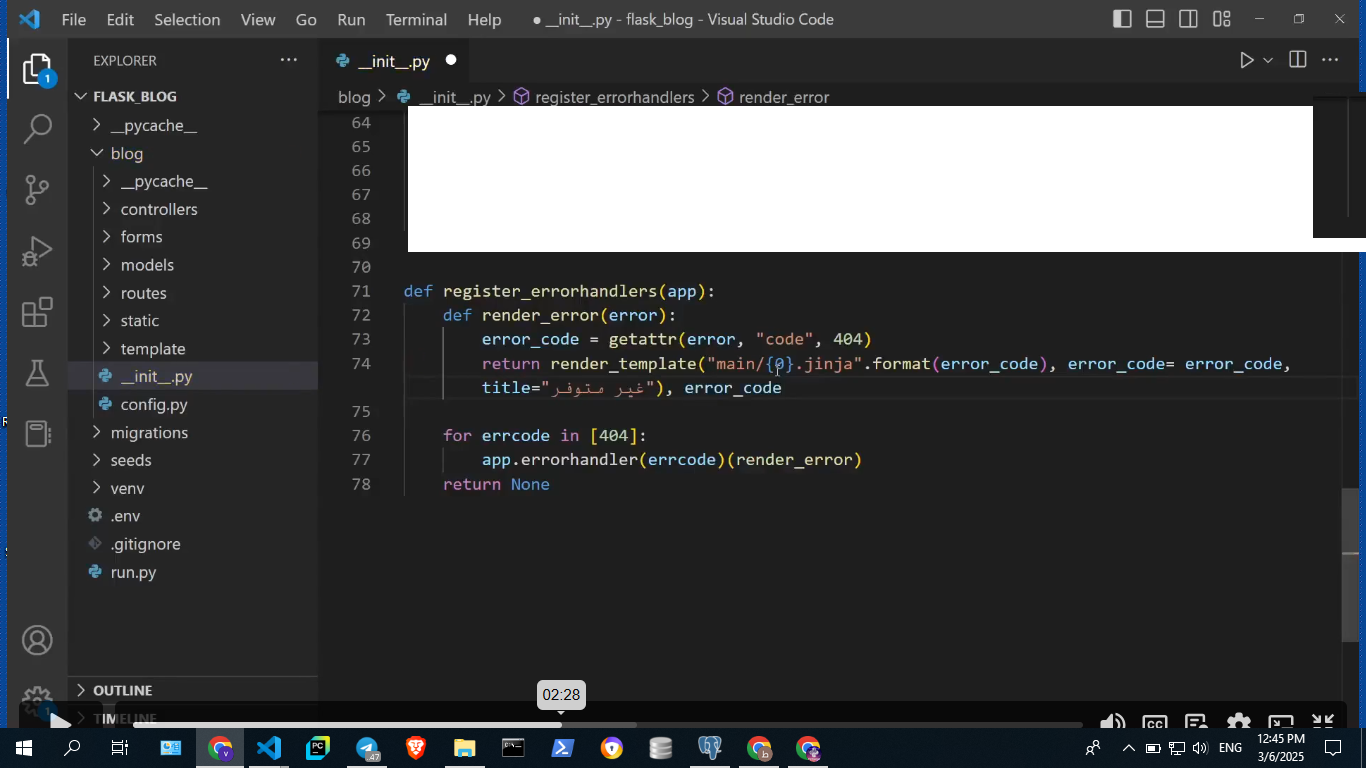 File Edit Selection View Go Run Terminal Help ● __init__.py - flask_blog - Visual Studio Code
EXPLORER ···
__init__.py ●
FLASK_BLOG
blog > __init__.py > register_errorhandlers > render_error
__pycache__
blog
__pycache__
controllers
forms
models
routes
static
template
__init__.py
config.py
migrations
seeds
venv
.env
.gitignore
run.py
OUTLINE
TIMELINE
64
65
66
67
68
69
70
71 def register_errorhandlers(app):
72 def render_error(error):
73 error_code = getattr(error, "code", 404)
74 return render_template("main/{0}.jinja".format(error_code), error_code= error_code,
title="غير متوفر"), error_code
75
76 for errcode in [404]:
77 app.errorhandler(errcode)(render_error)
78 return None
1
1
02:28
CC
PC
47
v
b
ENG
12:45 PM
3/6/2025